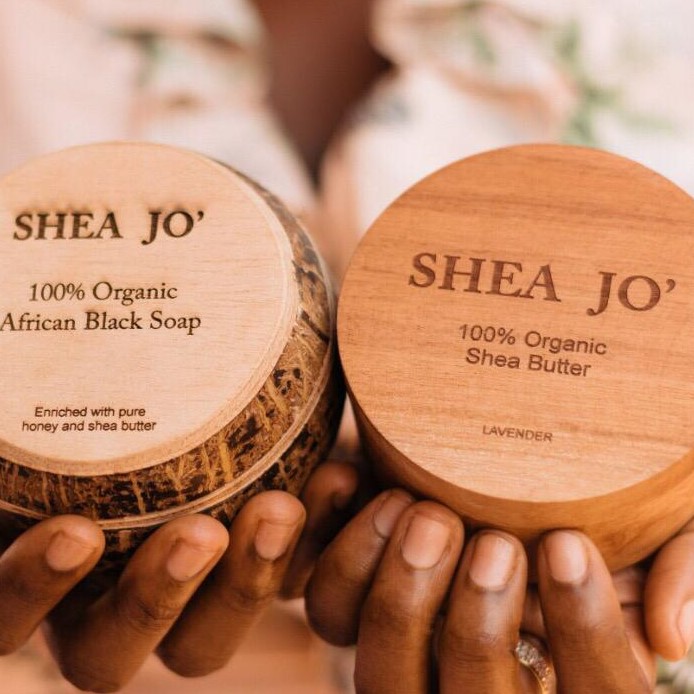 SHEA JO’
100% Organic
African Black Soap
Enriched with pure
honey and shea butter
SHEA JO’
100% Organic
Shea Butter
LAVENDER